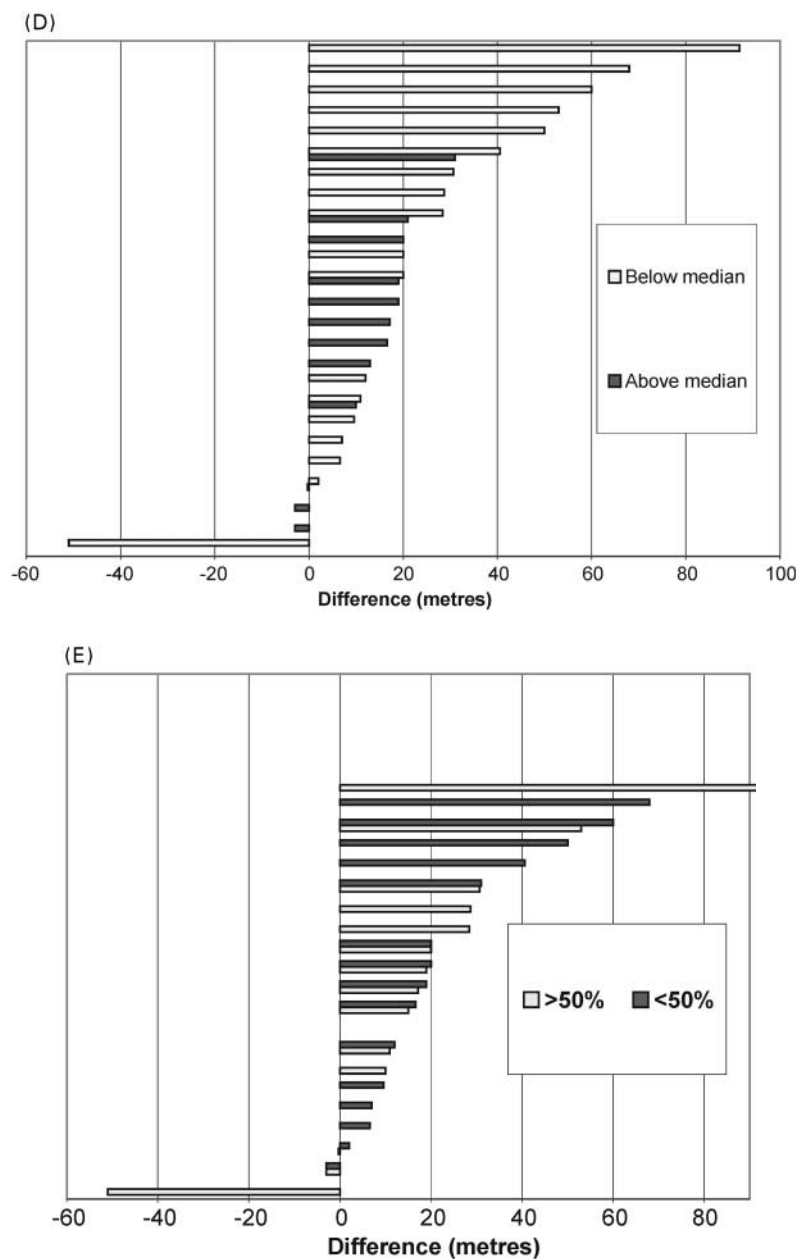 (D)
Below median
Above median
-60 -40 -20 0 20 40 60 80 100
Difference (metres)
(E)
>50% <50%
-60 -40 -20 0 20 40 60 80
Difference (metres)